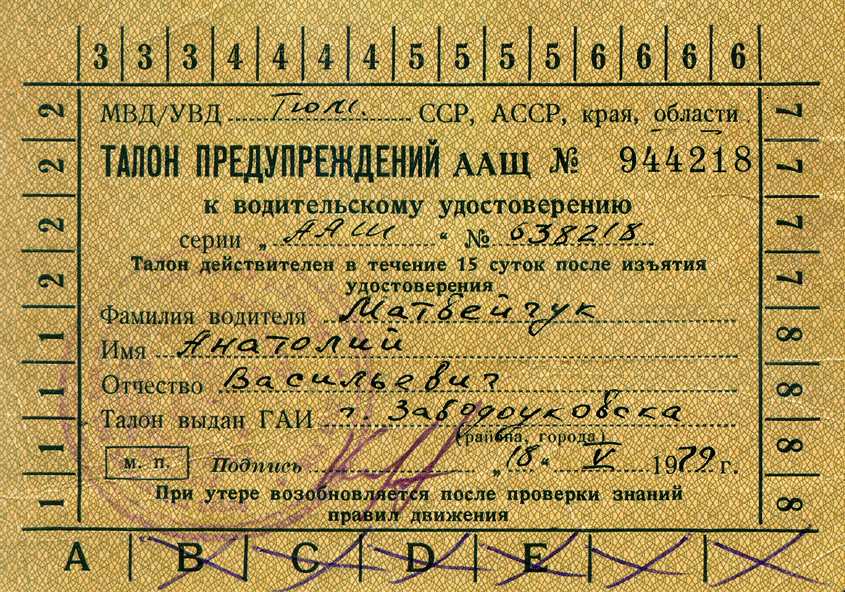 3 3 3 4 4 4 4 5 5 5 5 6 6 6 6
2 2 2 2 1 1 1 1
7 7 7 7 8 8 8 8
МВД/УВД Тюм. ССР, АССР, края, области
ТАЛОН ПРЕДУПРЕЖДЕНИЙ ААЩ № 944218
к водительскому удостоверению
серии „ААШ“ № 638218
Талон действителен в течение 15 суток после изъятия
удостоверения
Фамилия водителя Матвейчук
Имя Анатолий
Отчество Васильевич
Талон выдан ГАИ г. Заводоуковска
(района, города)
м. п. Подпись „18“ V 1979 г.
При утере возобновляется после проверки знаний
правил движения
A B C D E